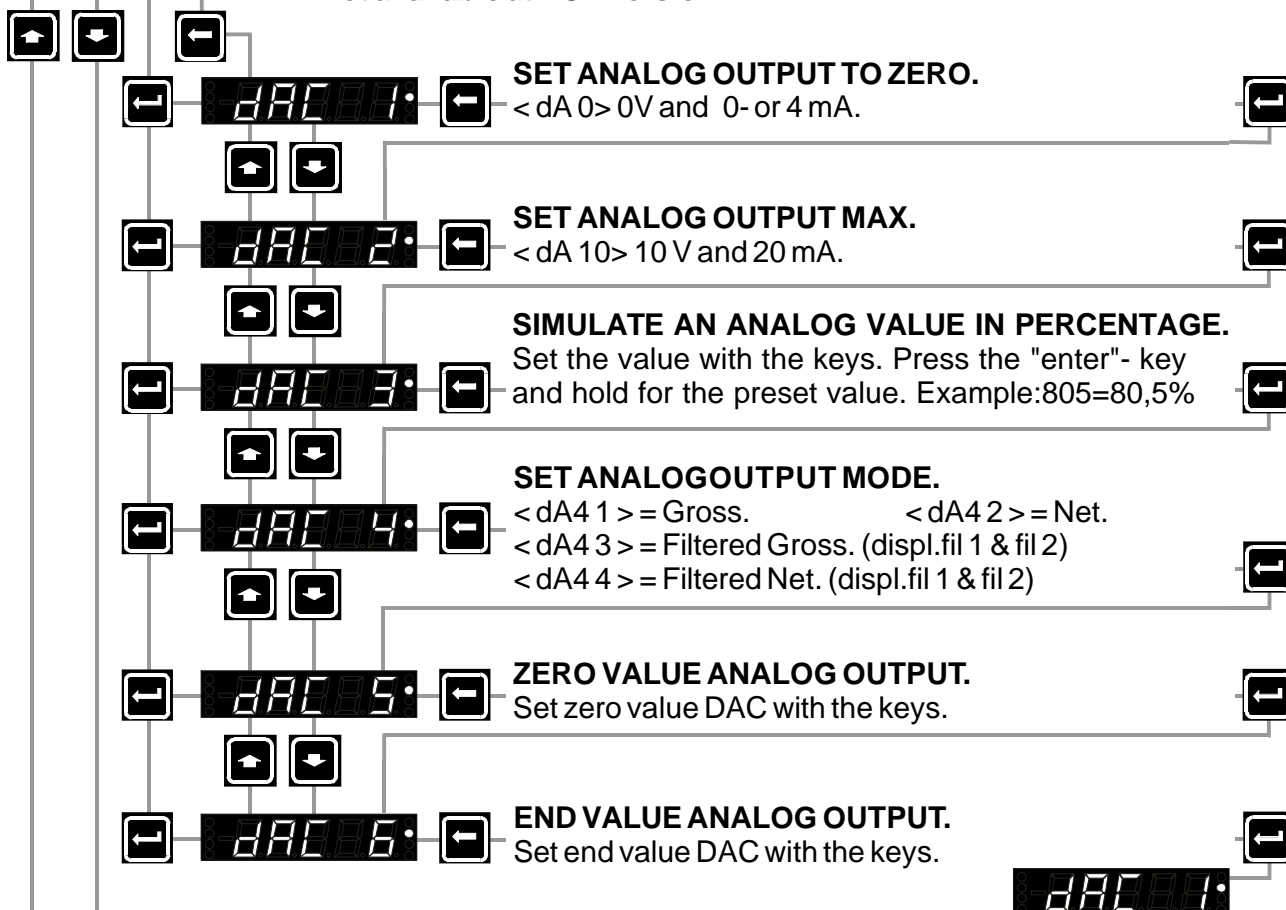 dAC 1
SET ANALOG OUTPUT TO ZERO.
< dA 0> 0V and 0- or 4 mA.
dAC 2
SET ANALOG OUTPUT MAX.
< dA 10> 10 V and 20 mA.
SIMULATE AN ANALOG VALUE IN PERCENTAGE.
Set the value with the keys. Press the "enter"- key
dAC 3
and hold for the preset value. Example:805=80,5%
SET ANALOGOUTPUT MODE.
dAC 4
< dA4 1 > = Gross. < dA4 2 > = Net.
< dA4 3 > = Filtered Gross. (displ.fil 1 & fil 2)
< dA4 4 > = Filtered Net. (displ.fil 1 & fil 2)
dAC 5
ZERO VALUE ANALOG OUTPUT.
Set zero value DAC with the keys.
dAC 6
END VALUE ANALOG OUTPUT.
Set end value DAC with the keys.
dAC 1